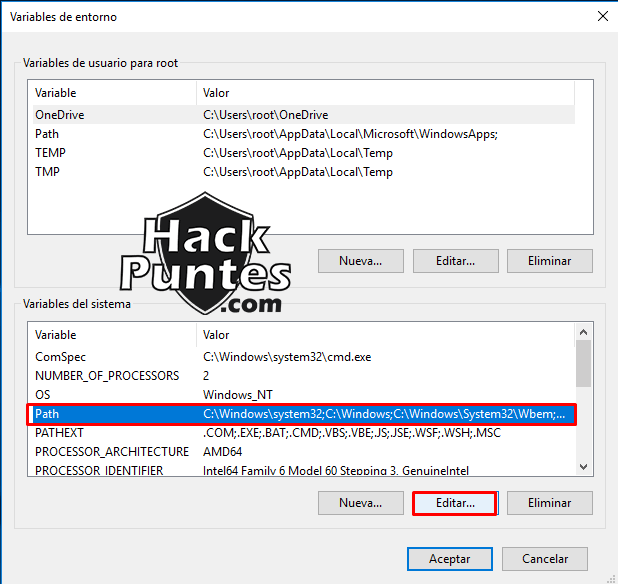 Variables de entorno
Variables de usuario para root
Variable Valor
OneDrive C:\Users\root\OneDrive
Path C:\Users\root\AppData\Local\Microsoft\WindowsApps;
TEMP C:\Users\root\AppData\Local\Temp
TMP C:\Users\root\AppData\Local\Temp
Hack
Puntes
.com
Nueva... Editar... Eliminar
Variables del sistema
Variable Valor
ComSpec C:\Windows\system32\cmd.exe
NUMBER_OF_PROCESSORS 2
OS Windows_NT
Path C:\Windows\system32;C:\Windows;C:\Windows\System32\Wbem;...
PATHEXT .COM;.EXE;.BAT;.CMD;.VBS;.VBE;.JS;.JSE;.WSF;.WSH;.MSC
PROCESSOR_ARCHITECTURE AMD64
PROCESSOR_IDENTIFIER Intel64 Family 6 Model 60 Stepping 3, GenuineIntel
Nueva... Editar... Eliminar
Aceptar Cancelar